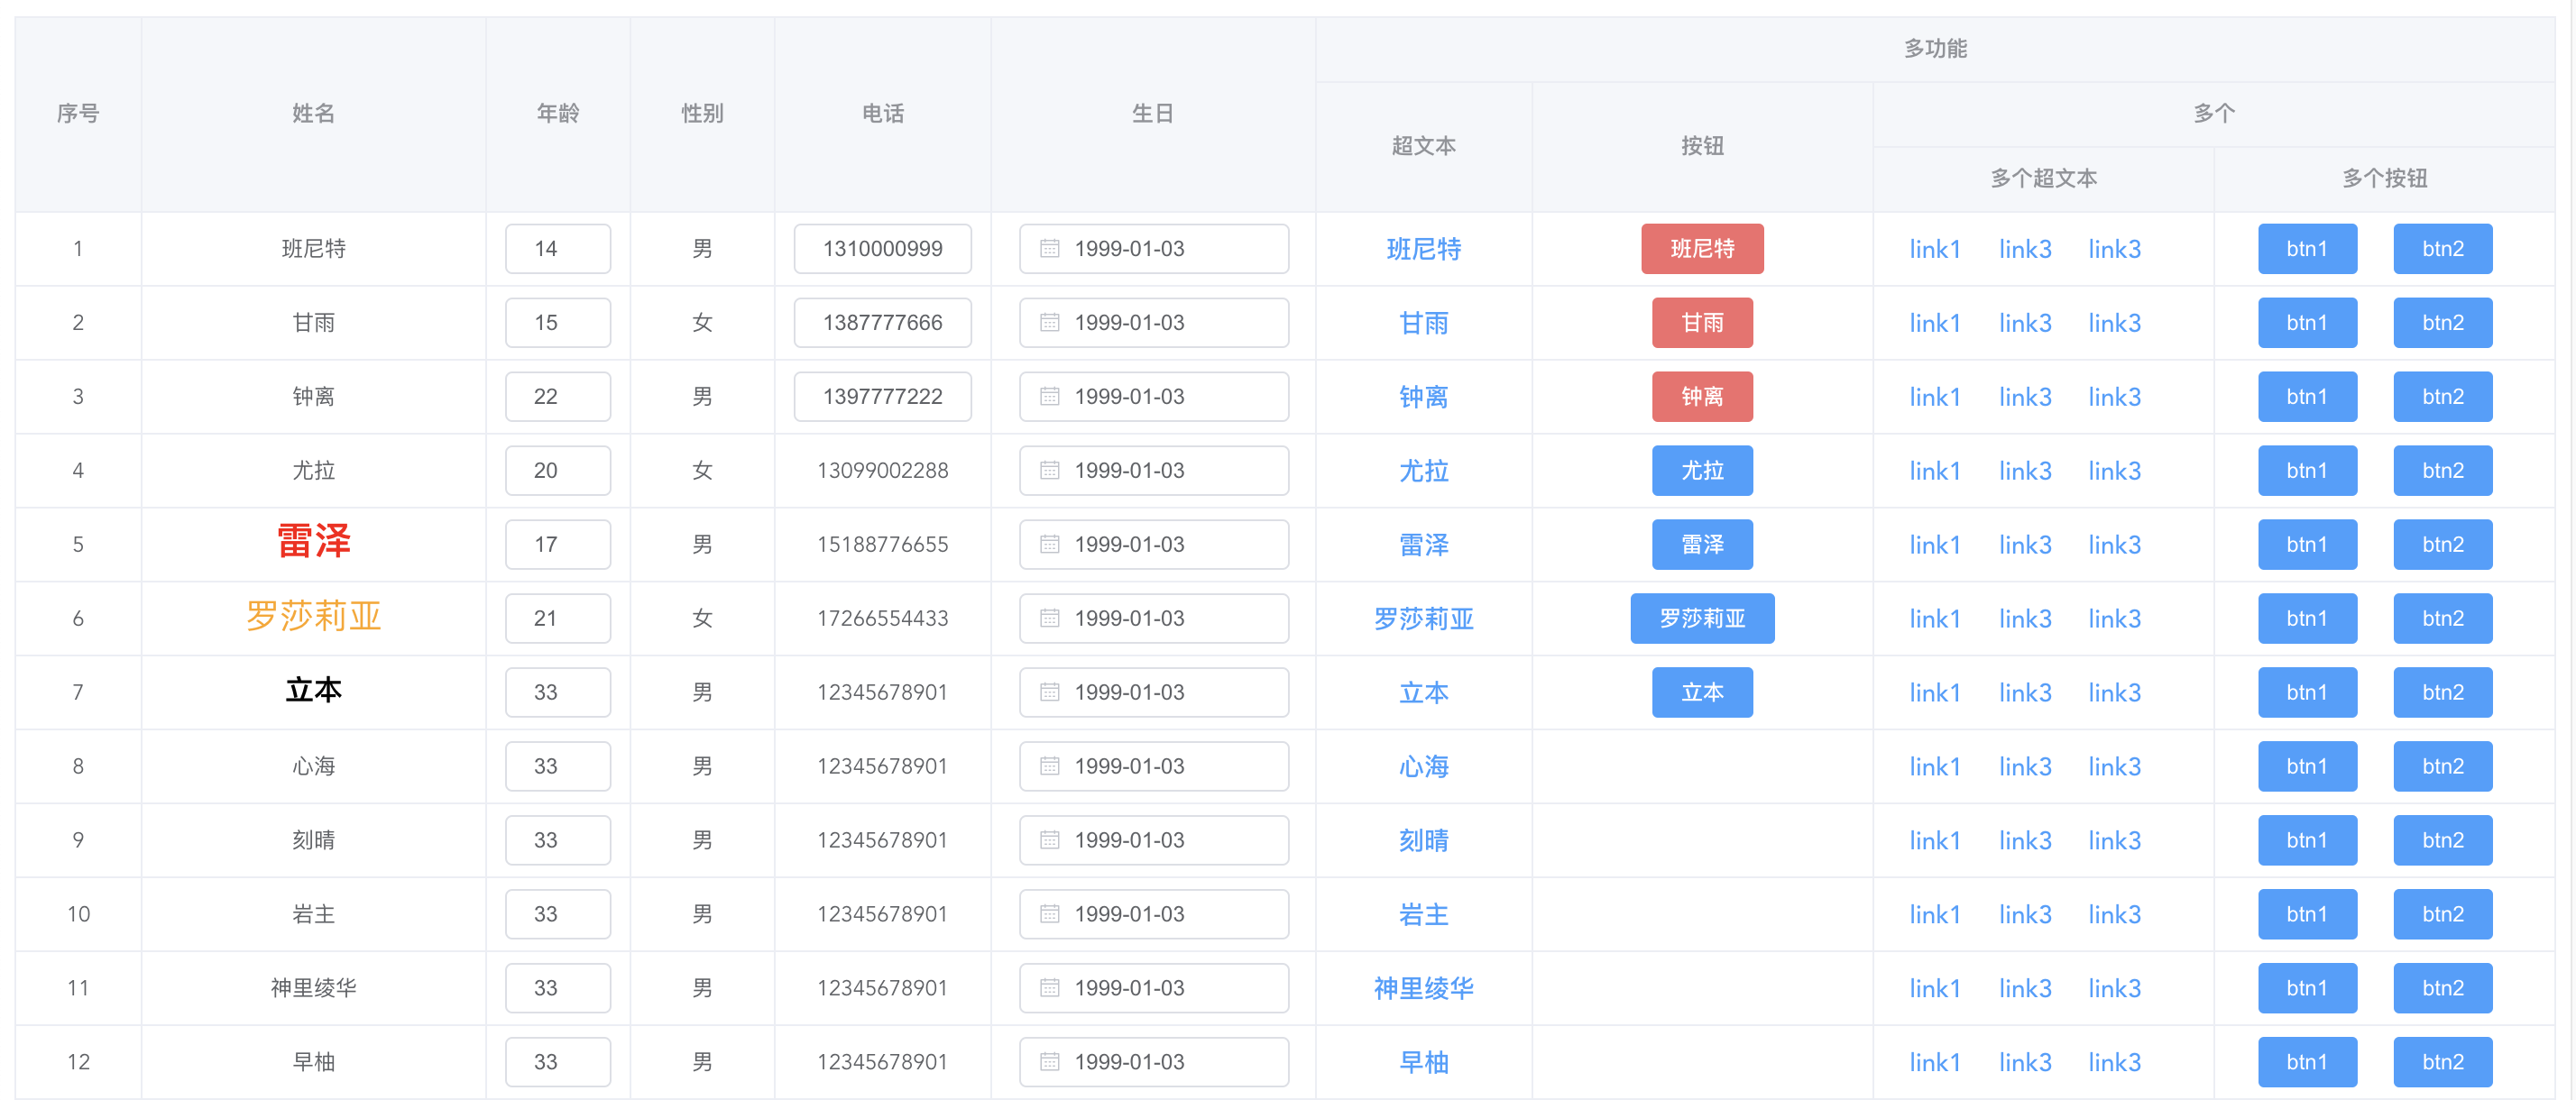 多功能
序号 姓名 年龄 性别 电话 生日 多个
超文本 按钮
多个超文本 多个按钮
1 班尼特 14 男 1310000999 1999-01-03 班尼特 班尼特 link1 link3 link3 btn1 btn2
2 甘雨 15 女 1387777666 1999-01-03 甘雨 甘雨 link1 link3 link3 btn1 btn2
3 钟离 22 男 1397777222 1999-01-03 钟离 钟离 link1 link3 link3 btn1 btn2
4 尤拉 20 女 13099002288 1999-01-03 尤拉 尤拉 link1 link3 link3 btn1 btn2
5 雷泽 17 男 15188776655 1999-01-03 雷泽 雷泽 link1 link3 link3 btn1 btn2
6 罗莎莉亚 21 女 17266554433 1999-01-03 罗莎莉亚 罗莎莉亚 link1 link3 link3 btn1 btn2
7 立本 33 男 12345678901 1999-01-03 立本 立本 link1 link3 link3 btn1 btn2
8 心海 33 男 12345678901 1999-01-03 心海 link1 link3 link3 btn1 btn2
9 刻晴 33 男 12345678901 1999-01-03 刻晴 link1 link3 link3 btn1 btn2
10 岩主 33 男 12345678901 1999-01-03 岩主 link1 link3 link3 btn1 btn2
11 神里绫华 33 男 12345678901 1999-01-03 神里绫华 link1 link3 link3 btn1 btn2
12 早柚 33 男 12345678901 1999-01-03 早柚 link1 link3 link3 btn1 btn2